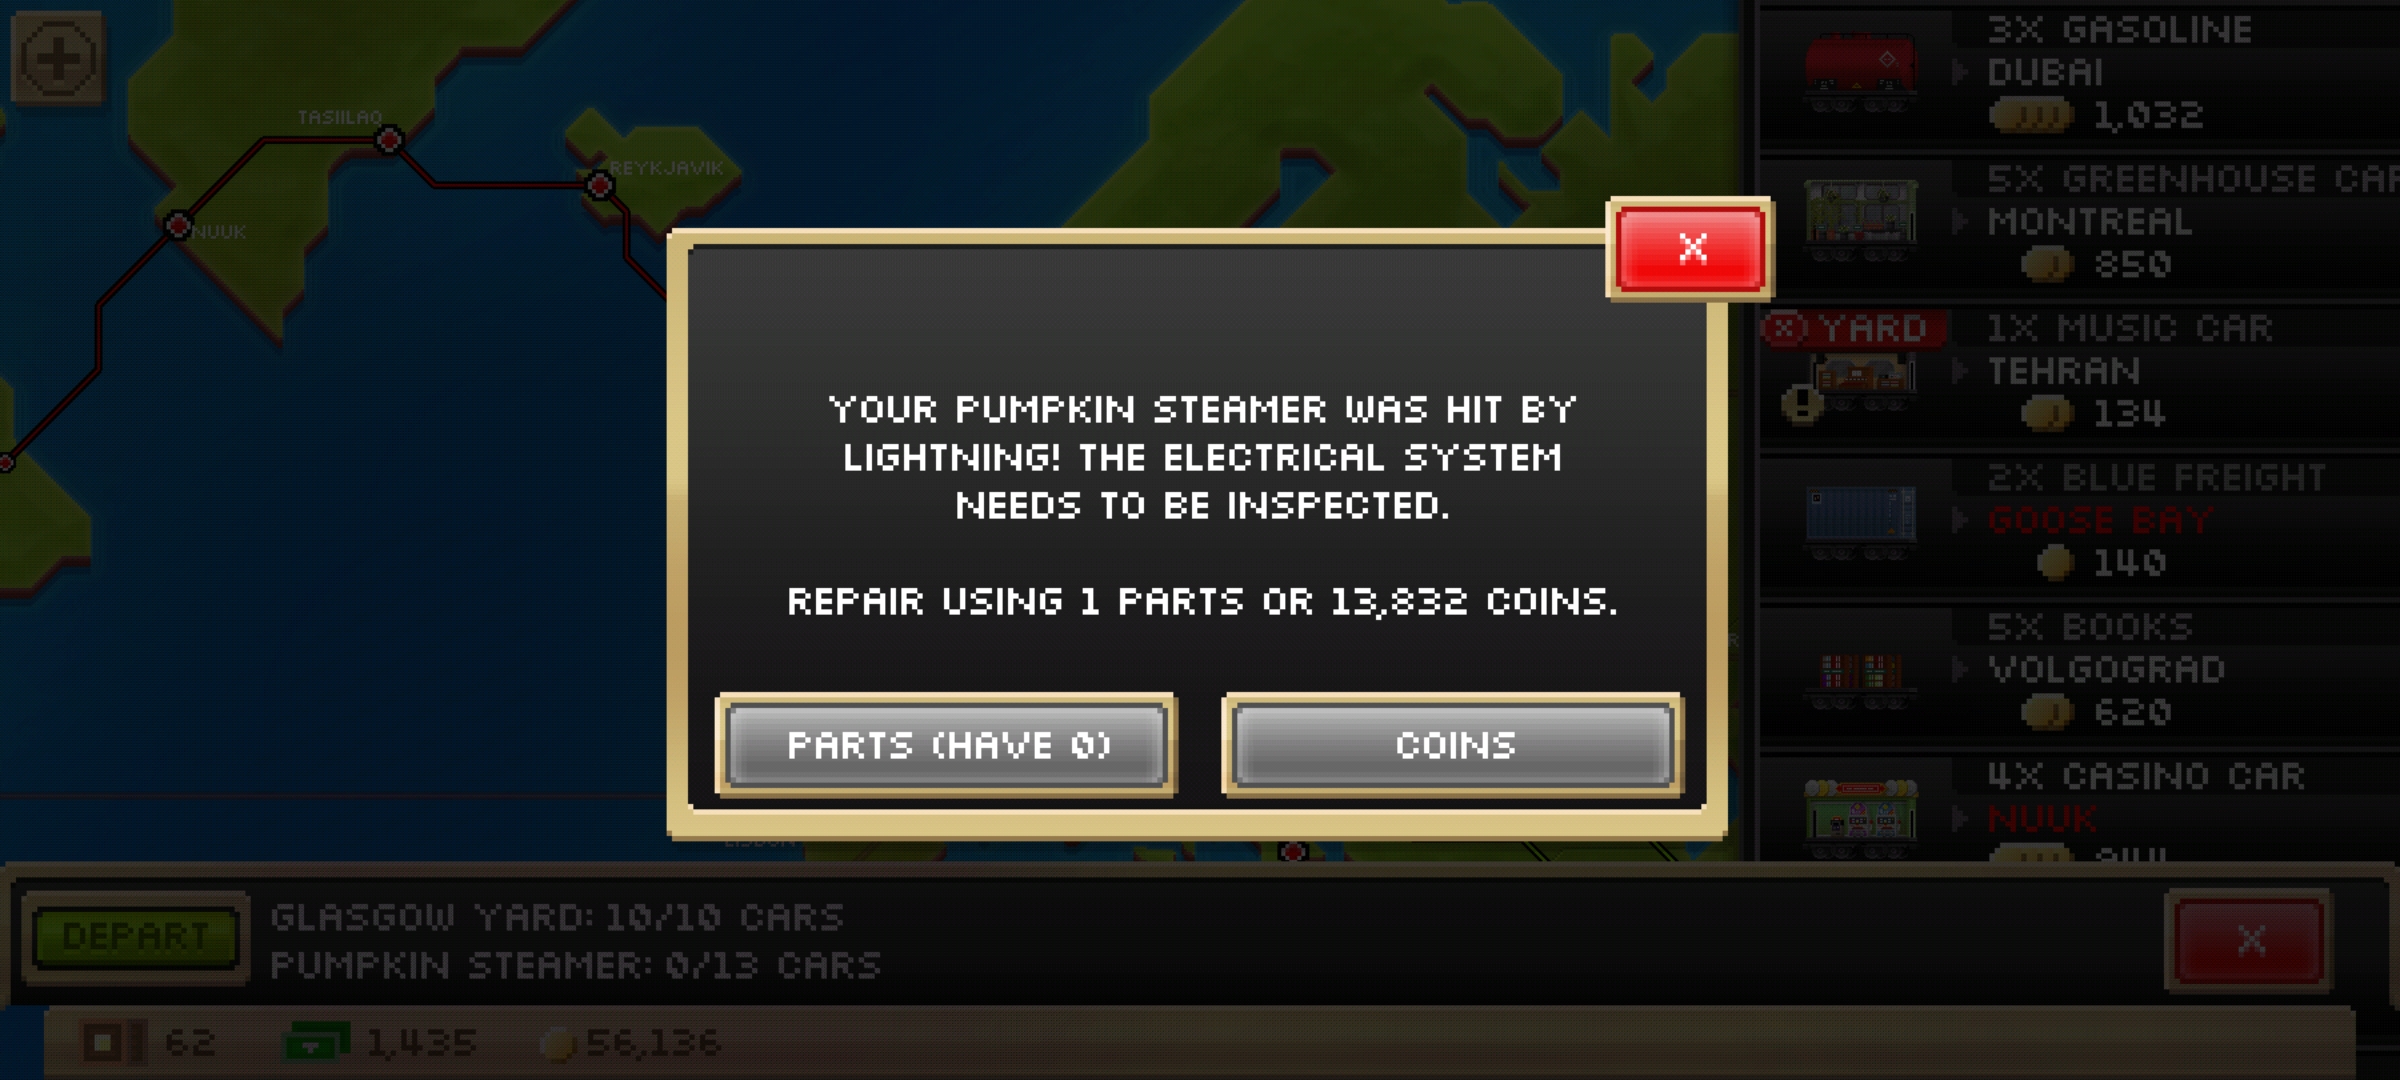 TASIILAQ
REYKJAVIK
NUUK
X
YOUR PUMPKIN STEAMER WAS HIT BY
LIGHTNING! THE ELECTRICAL SYSTEM
NEEDS TO BE INSPECTED.
REPAIR USING 1 PARTS OR 13,832 COINS.
PARTS (HAVE 0)
COINS
LISBON
3X GASOLINE
DUBAI
1,032
5X GREENHOUSE CAR
MONTREAL
850
X YARD
1X MUSIC CAR
TEHRAN
134
2X BLUE FREIGHT
GOOSE BAY
140
5X BOOKS
VOLGOGRAD
620
4X CASINO CAR
NUUK
DEPART
GLASGOW YARD: 10/10 CARS
PUMPKIN STEAMER: 0/13 CARS
X
62
1,435
56,136